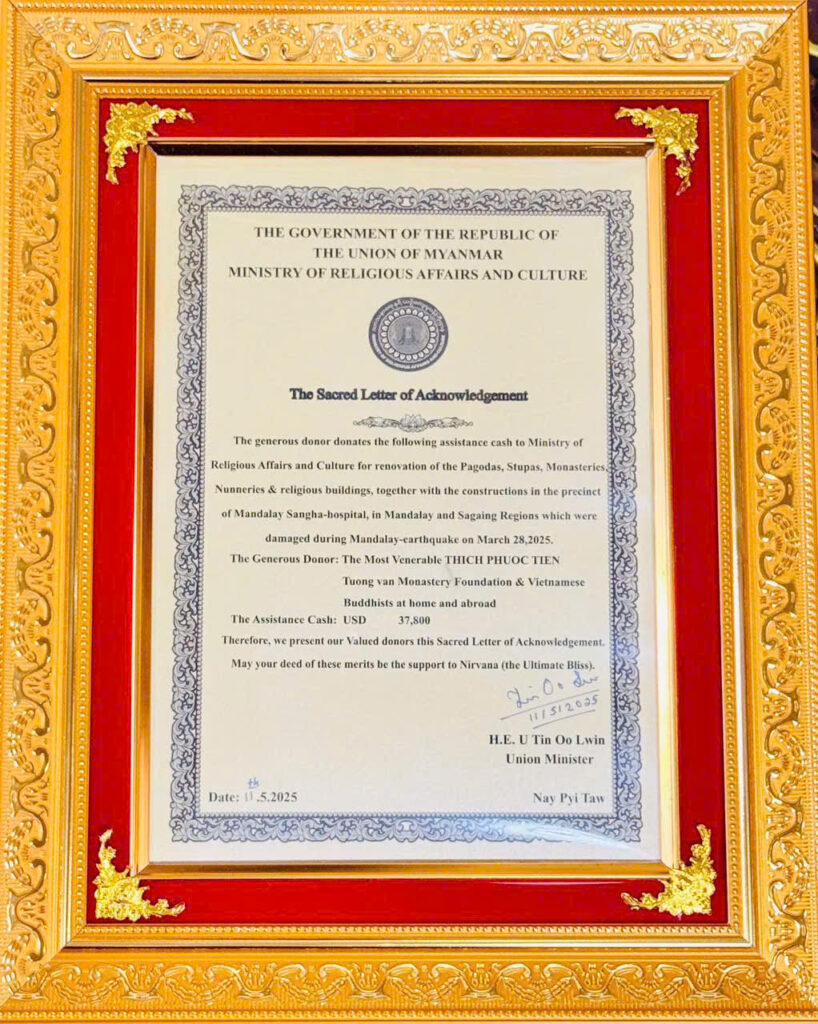 THE GOVERNMENT OF THE REPUBLIC OF
THE UNION OF MYANMAR
MINISTRY OF RELIGIOUS AFFAIRS AND CULTURE
The Sacred Letter of Acknowledgement
The generous donor donates the following assistance cash to Ministry of
Religious Affairs and Culture for renovation of the Pagodas, Stupas, Monasteries,
Nunneries & religious buildings, together with the constructions in the precinct
of Mandalay Sangha-hospital, in Mandalay and Sagaing Regions which were
damaged during Mandalay-earthquake on March 28,2025.
The Generous Donor: The Most Venerable THICH PHUOC TIEN
Tuong van Monastery Foundation & Vietnamese
Buddhists at home and abroad
The Assistance Cash: USD 37,800
Therefore, we present our Valued donors this Sacred Letter of Acknowledgement.
May your deed of these merits be the support to Nirvana (the Ultimate Bliss).
Tin Oo Lwin
11/5/2025
H.E. U Tin Oo Lwin
Union Minister
Date: 11th.5.2025
Nay Pyi Taw